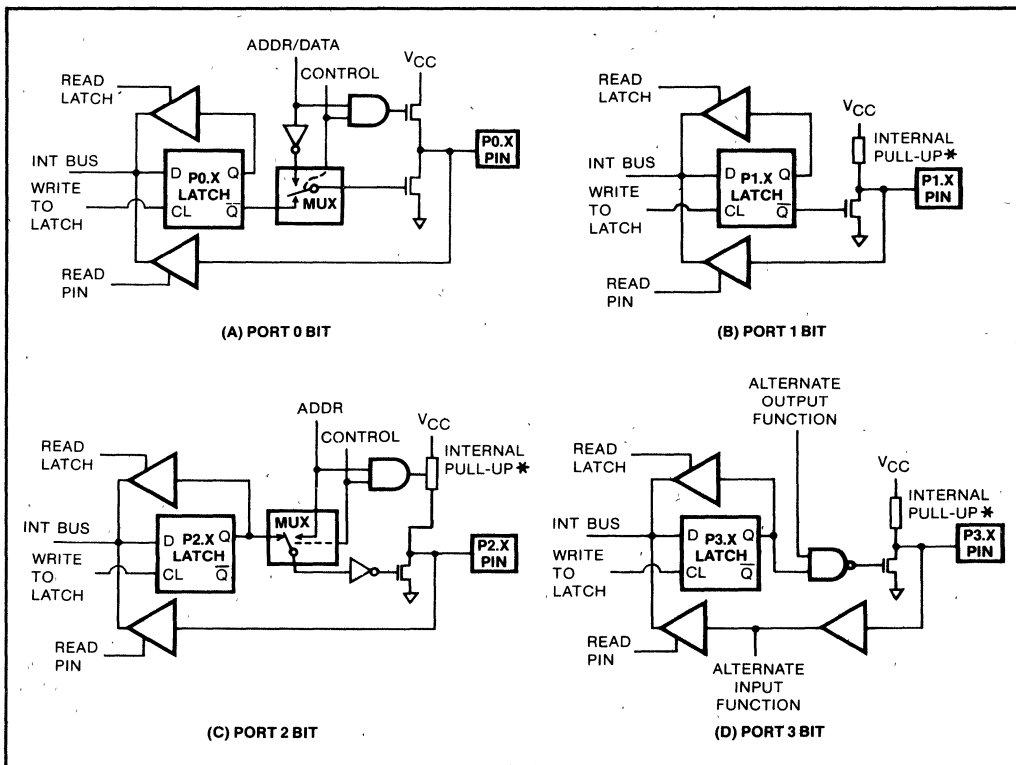 ADDR/DATA
CONTROL
VCC
READ
LATCH
INT BUS
WRITE
TO
LATCH
D
Q
P0.X
LATCH
CL
Q̅
MUX
P0.X
PIN
READ
PIN
(A) PORT 0 BIT
READ
LATCH
VCC
INTERNAL
PULL-UP*
INT BUS
WRITE
TO
LATCH
D
Q
P1.X
LATCH
CL
Q̅
P1.X
PIN
READ
PIN
(B) PORT 1 BIT
ADDR
CONTROL
VCC
INTERNAL
PULL-UP*
READ
LATCH
INT BUS
WRITE
TO
LATCH
D
Q
P2.X
LATCH
CL
Q̅
MUX
P2.X
PIN
READ
PIN
(C) PORT 2 BIT
ALTERNATE
OUTPUT
FUNCTION
VCC
INTERNAL
PULL-UP*
READ
LATCH
INT BUS
WRITE
TO
LATCH
D
Q
P3.X
LATCH
CL
Q̅
P3.X
PIN
READ
PIN
ALTERNATE
INPUT
FUNCTION
(D) PORT 3 BIT